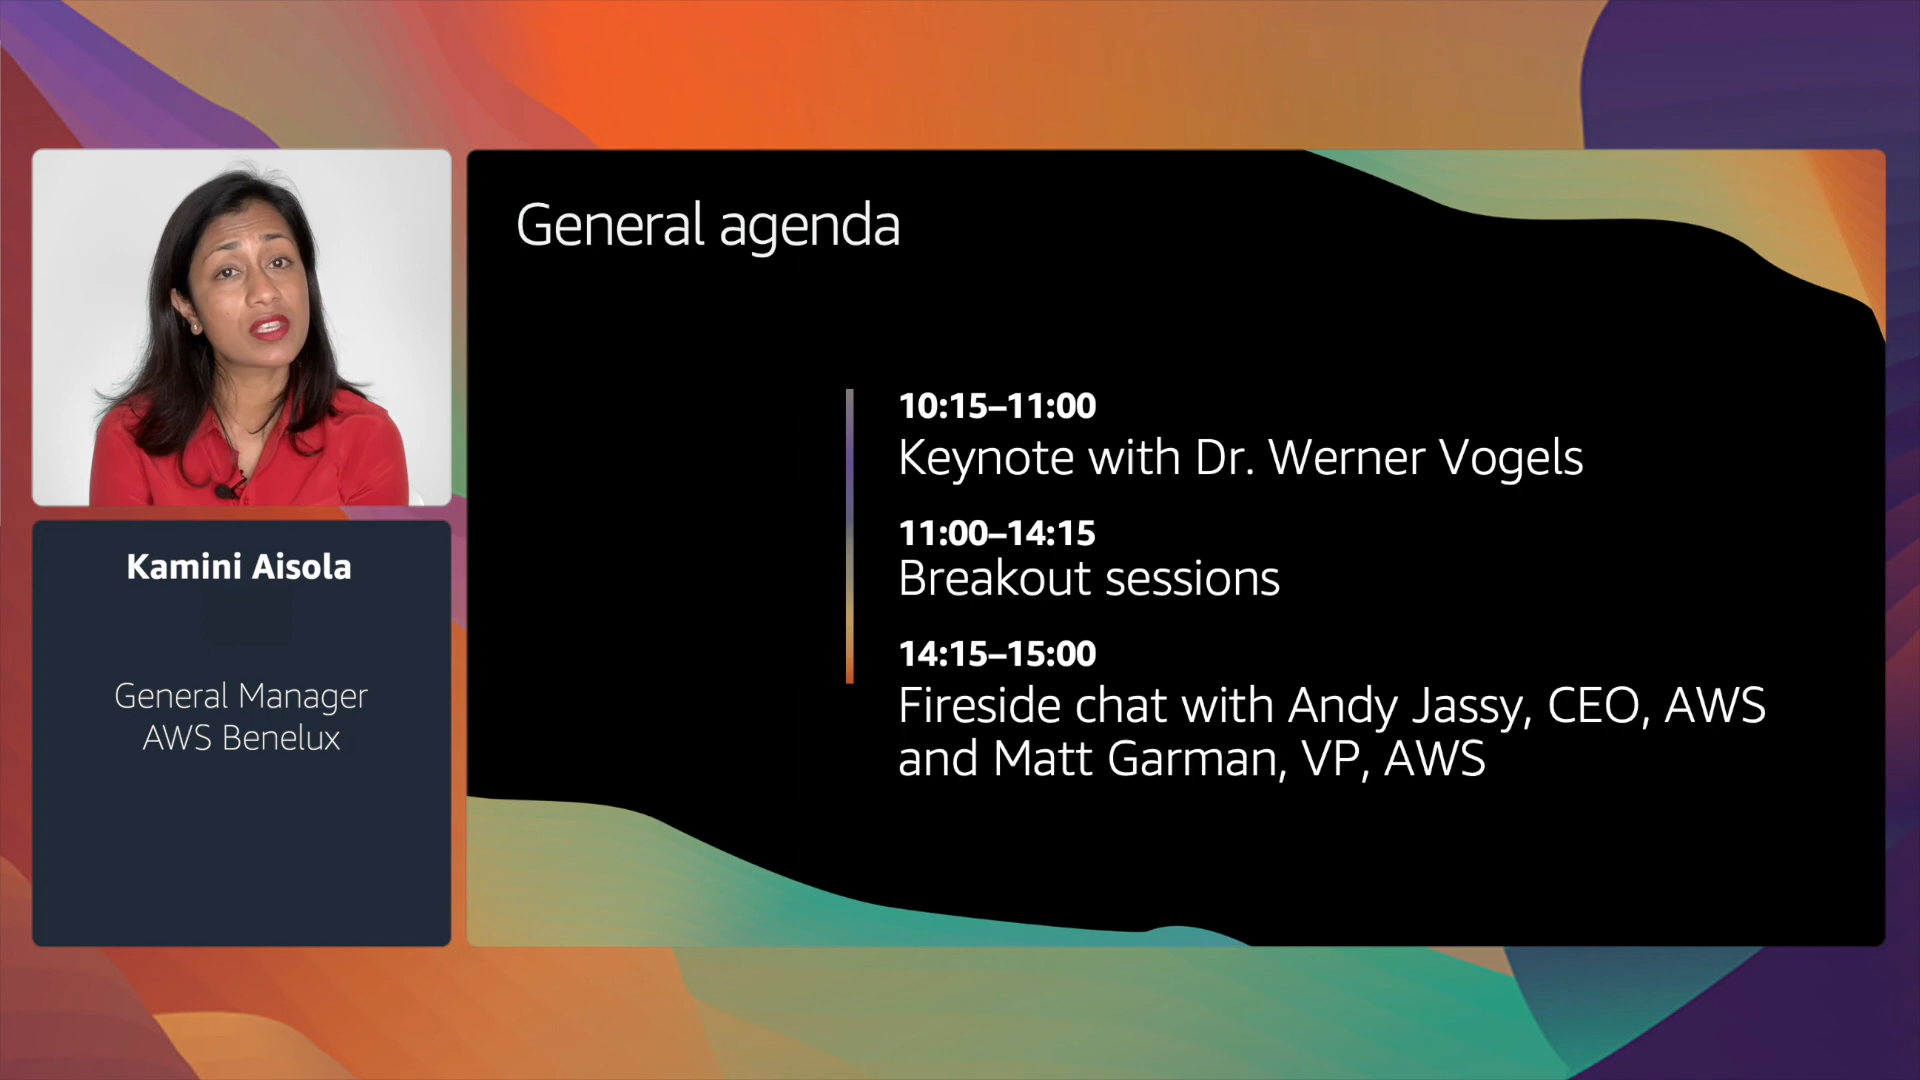 General agenda
10:15–11:00
Keynote with Dr. Werner Vogels
11:00–14:15
Breakout sessions
14:15–15:00
Fireside chat with Andy Jassy, CEO, AWS
and Matt Garman, VP, AWS
Kamini Aisola
General Manager
AWS Benelux